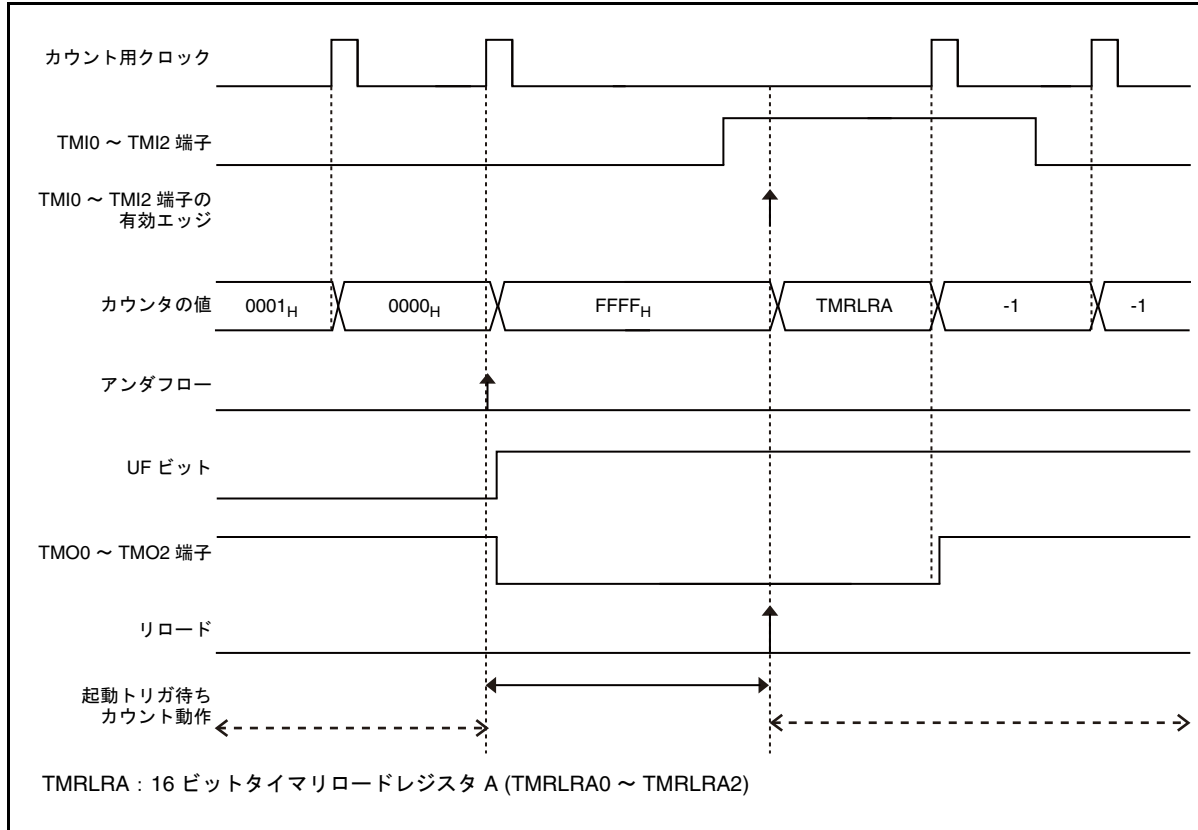 カウント用クロック
TMI0 ～ TMI2 端子
TMI0 ～ TMI2 端子の
有効エッジ
カウンタの値
0001H
0000H
FFFFH
TMRLRA
-1
-1
アンダフロー
UF ビット
TMO0 ～ TMO2 端子
リロード
起動トリガ待ち
カウント動作
TMRLRA : 16 ビットタイマリロードレジスタ A (TMRLRA0 ～ TMRLRA2)